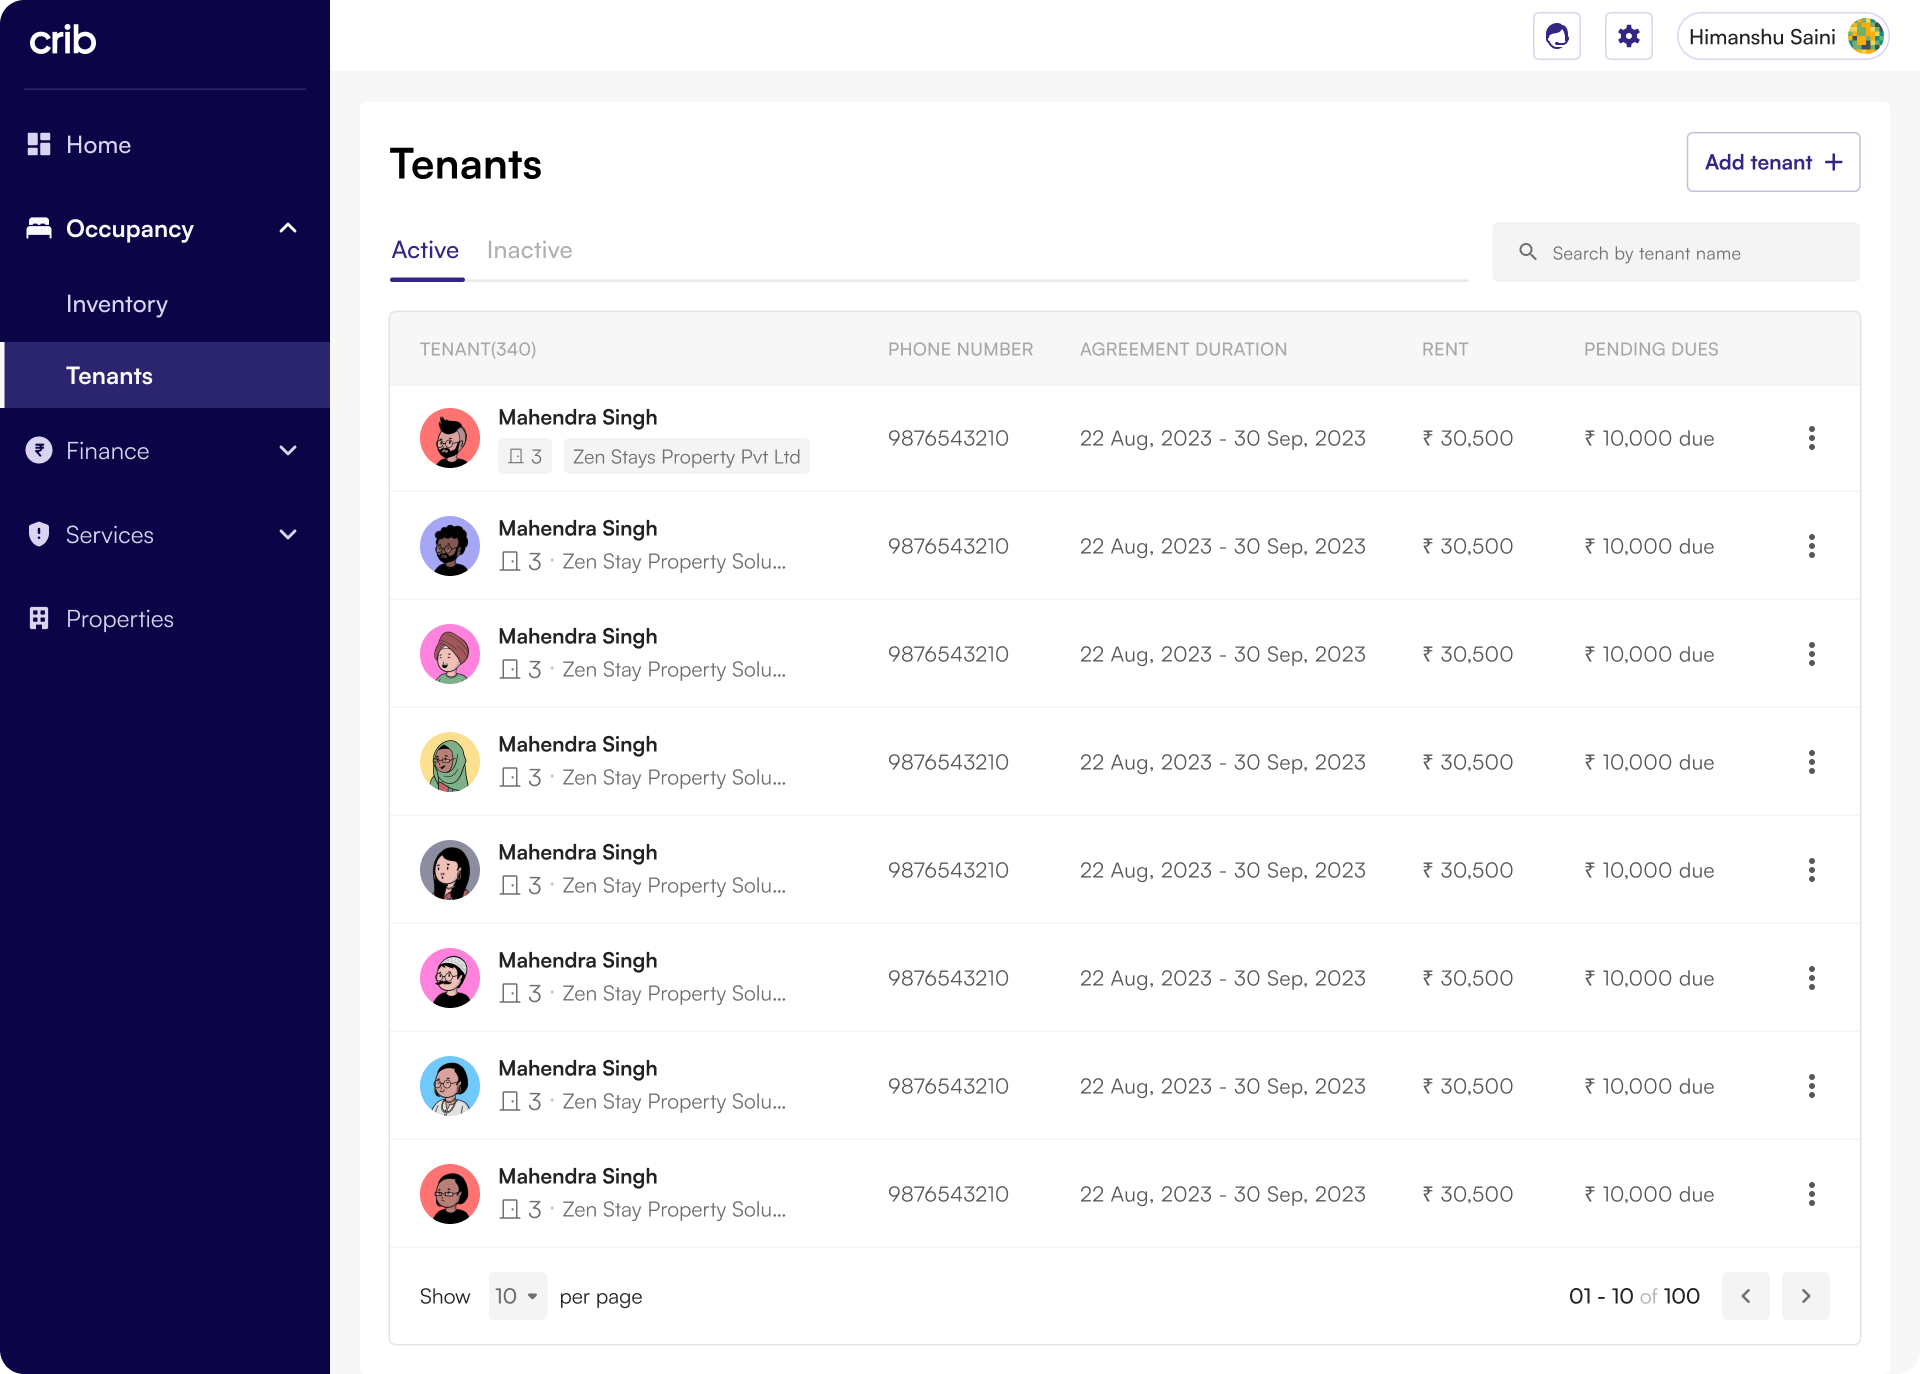 crib
Himanshu Saini
Home
Occupancy
Inventory
Tenants
Finance
Services
Properties
Tenants
Add tenant
Active Inactive
Search by tenant name
TENANT(340) PHONE NUMBER AGREEMENT DURATION RENT PENDING DUES
Mahendra Singh
3 Zen Stays Property Pvt Ltd
9876543210 22 Aug, 2023 - 30 Sep, 2023 ₹ 30,500 ₹ 10,000 due
Mahendra Singh
3 · Zen Stay Property Solu...
9876543210 22 Aug, 2023 - 30 Sep, 2023 ₹ 30,500 ₹ 10,000 due
Mahendra Singh
3 · Zen Stay Property Solu...
9876543210 22 Aug, 2023 - 30 Sep, 2023 ₹ 30,500 ₹ 10,000 due
Mahendra Singh
3 · Zen Stay Property Solu...
9876543210 22 Aug, 2023 - 30 Sep, 2023 ₹ 30,500 ₹ 10,000 due
Mahendra Singh
3 · Zen Stay Property Solu...
9876543210 22 Aug, 2023 - 30 Sep, 2023 ₹ 30,500 ₹ 10,000 due
Mahendra Singh
3 · Zen Stay Property Solu...
9876543210 22 Aug, 2023 - 30 Sep, 2023 ₹ 30,500 ₹ 10,000 due
Mahendra Singh
3 · Zen Stay Property Solu...
9876543210 22 Aug, 2023 - 30 Sep, 2023 ₹ 30,500 ₹ 10,000 due
Mahendra Singh
3 · Zen Stay Property Solu...
9876543210 22 Aug, 2023 - 30 Sep, 2023 ₹ 30,500 ₹ 10,000 due
Show 10 per page
01 - 10 of 100